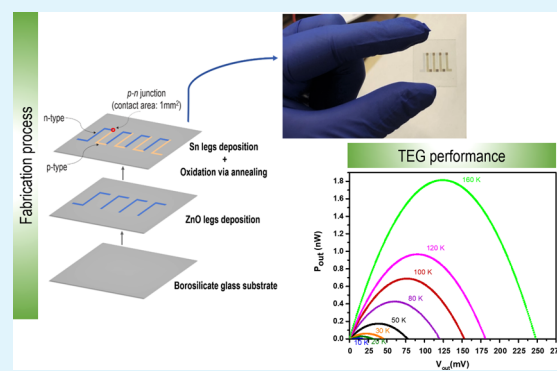 Fabrication process
n-type
p-type
p-n junction
(contact area: 1mm²)
Sn legs deposition
+
Oxidation via annealing
ZnO legs deposition
Borosilicate glass substrate
TEG performance
Pout (nW)
1.8
1.6
1.4
1.2
1.0
0.8
0.6
0.4
0.2
0.0
160 K
120 K
100 K
80 K
50 K
30 K
20 K
10 K
0 25 50 75 100 125 150 175 200 225 250 27
Vout(mV)